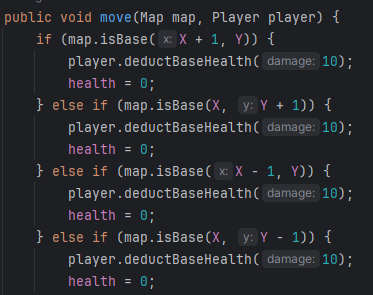 public void move(Map map, Player player) {
if (map.isBase( x: X + 1, Y)) {
player.deductBaseHealth( damage: 10);
health = 0;
} else if (map.isBase(X, y: Y + 1)) {
player.deductBaseHealth( damage: 10);
health = 0;
} else if (map.isBase( x: X - 1, Y)) {
player.deductBaseHealth( damage: 10);
health = 0;
} else if (map.isBase(X, y: Y - 1)) {
player.deductBaseHealth( damage: 10);
health = 0;